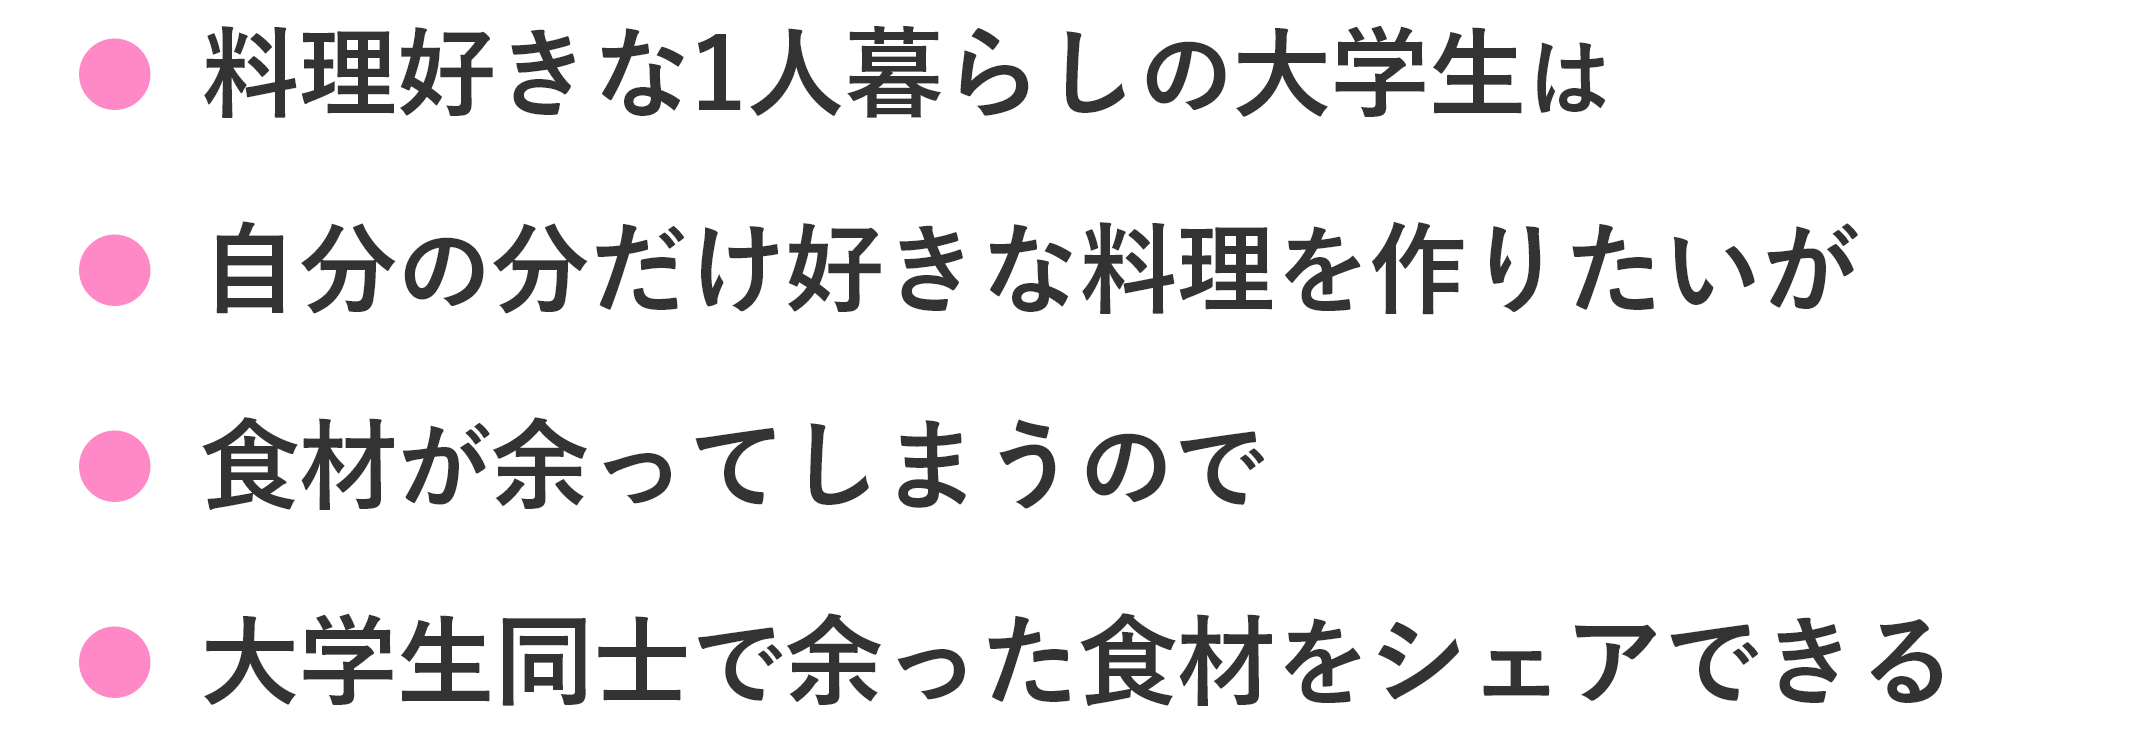 ● 料理好きな1人暮らしの大学生は
● 自分の分だけ好きな料理を作りたいが
● 食材が余ってしまうので
● 大学生同士で余った食材をシェアできる